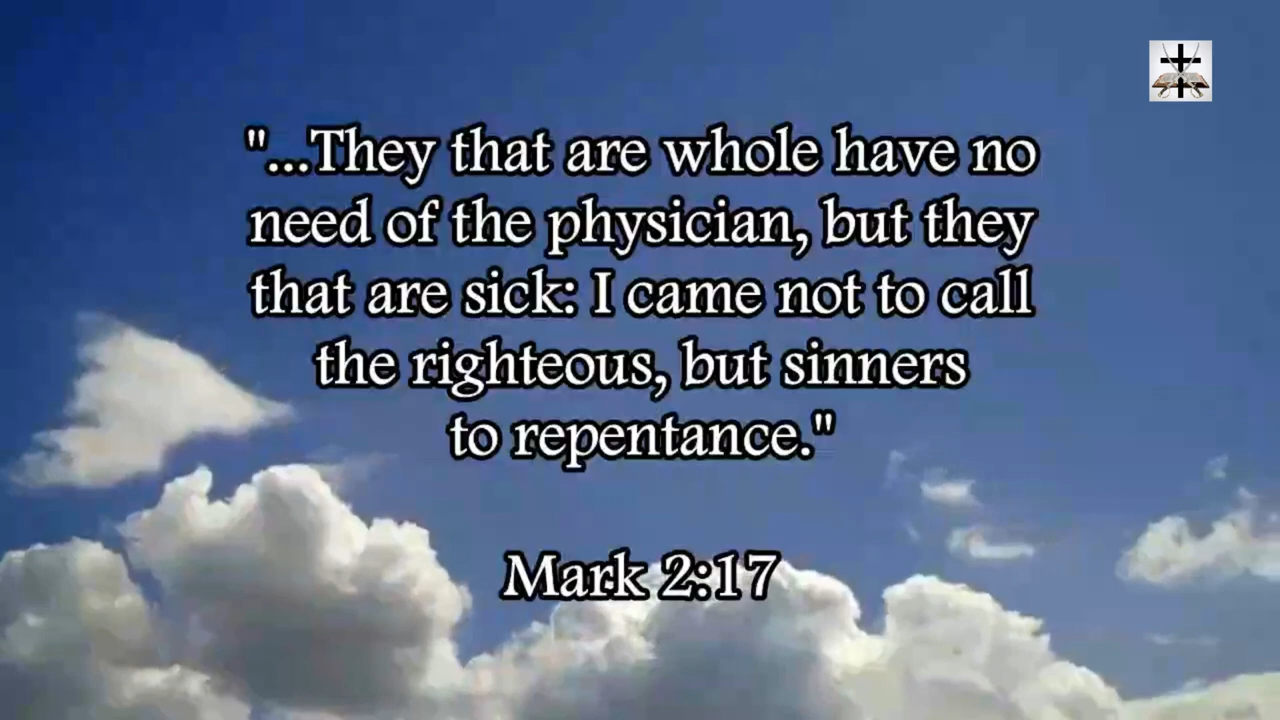 "...They that are whole have no
need of the physician, but they
that are sick: I came not to call
the righteous, but sinners
to repentance."
Mark 2:17